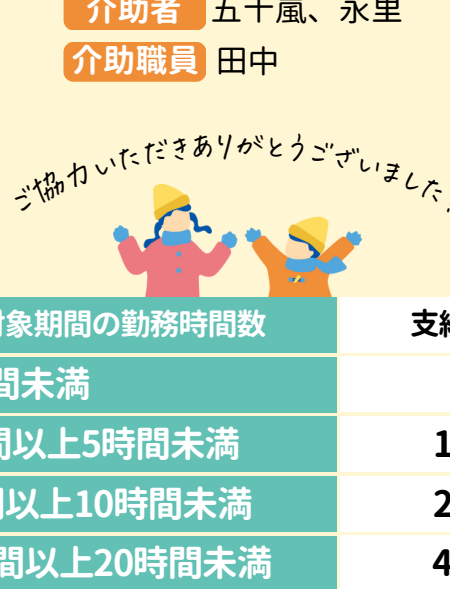 介助者 五十嵐、永里
介助職員 田中
ご協力いただきありがとうございました
対象期間の勤務時間数 支給
間未満
間以上5時間未満 1
間以上10時間未満 2
間以上20時間未満 4